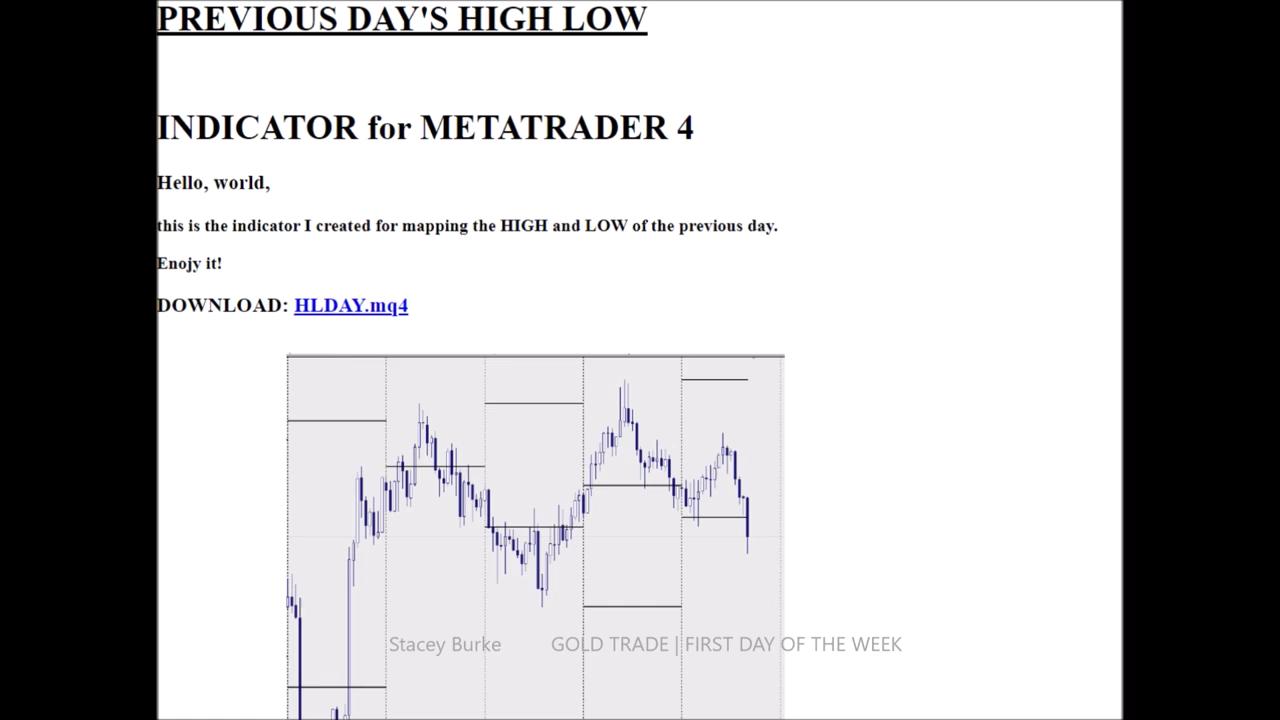 PREVIOUS DAY'S HIGH LOW
INDICATOR for METATRADER 4
Hello, world,
this is the indicator I created for mapping the HIGH and LOW of the previous day.
Enojy it!
DOWNLOAD: HLDAY.mq4
Stacey Burke GOLD TRADE | FIRST DAY OF THE WEEK